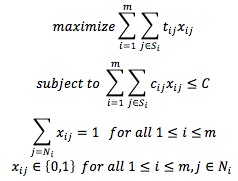 maximize ∑_{i=1}^{m} ∑_{j∈S_i} t_{ij}x_{ij}
subject to ∑_{i=1}^{m} ∑_{j∈S_i} c_{ij}x_{ij} ≤ C
∑_{j=N_i} x_{ij} = 1 for all 1 ≤ i ≤ m
x_{ij} ∈ {0,1} for all 1 ≤ i ≤ m, j ∈ N_i